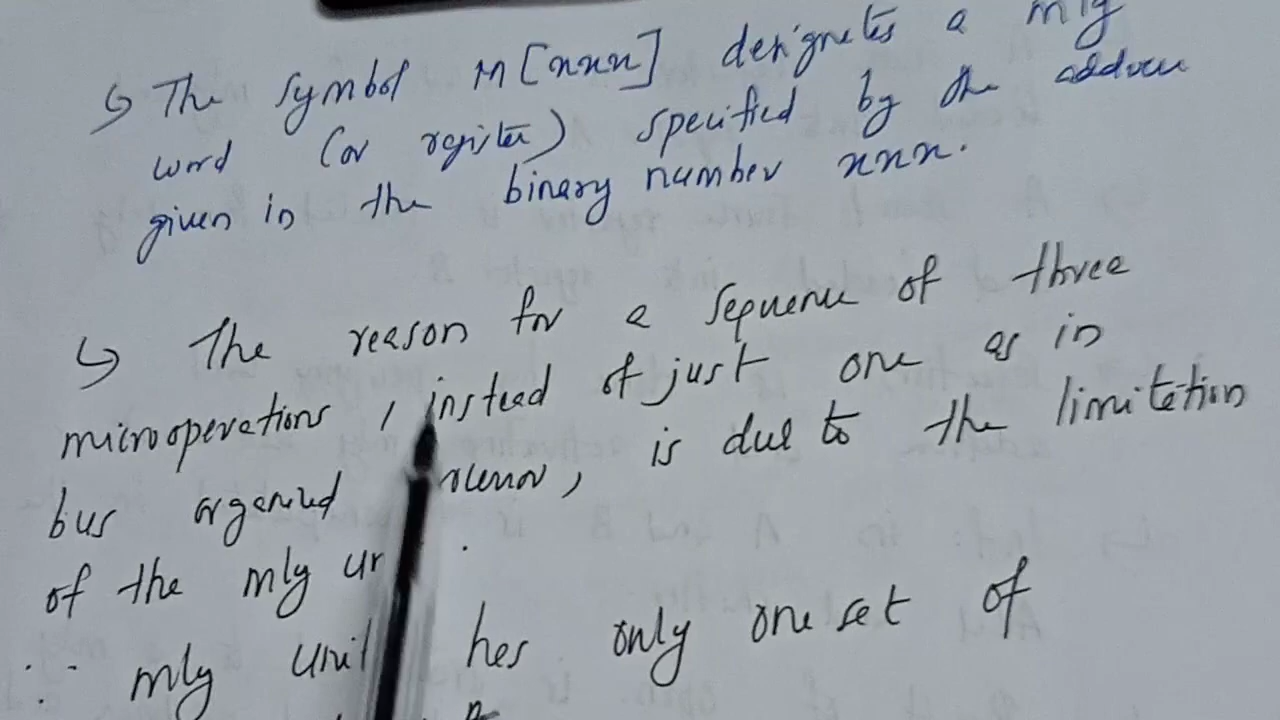 ↳ The symbol M[xxx] designates a mly
word (or register) specified by the address
given in the binary number xxx.
↳ The reason for a sequence of three
microoperations, instead of just one as in
bus organized, is due to the limitation
of the mly
∵ mly unit has only one set of